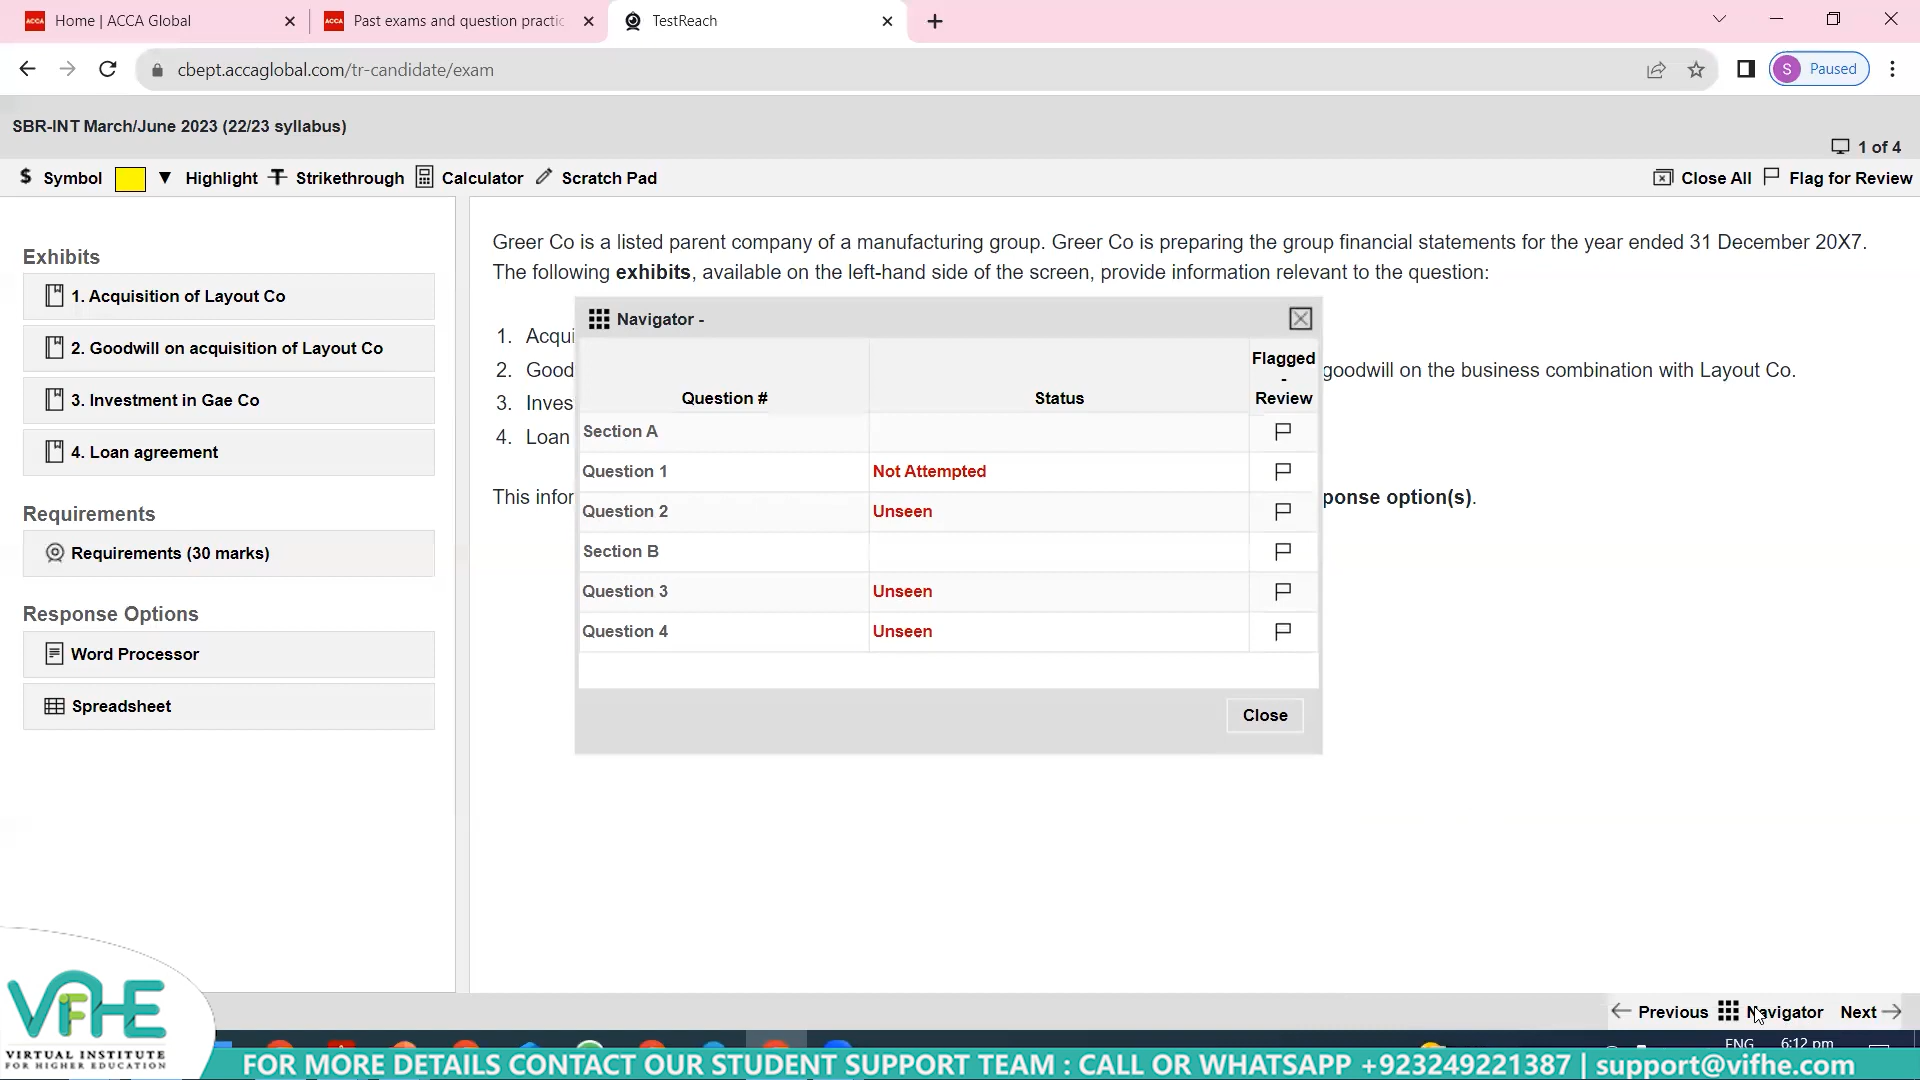 Home | ACCA Global
Past exams and question practic
TestReach
cbept.accaglobal.com/tr-candidate/exam
S Paused
SBR-INT March/June 2023 (22/23 syllabus)
1 of 4
$ Symbol Highlight Strikethrough Calculator Scratch Pad Close All Flag for Review
Exhibits
1. Acquisition of Layout Co
2. Goodwill on acquisition of Layout Co
3. Investment in Gae Co
4. Loan agreement
Requirements
Requirements (30 marks)
Response Options
Word Processor
Spreadsheet
Greer Co is a listed parent company of a manufacturing group. Greer Co is preparing the group financial statements for the year ended 31 December 20X7.
The following exhibits, available on the left-hand side of the screen, provide information relevant to the question:
1. Acqui
2. Good goodwill on the business combination with Layout Co.
3. Inves
4. Loan
This infor ponse option(s).
Navigator -
Question # Status Flagged - Review
Section A
Question 1 Not Attempted
Question 2 Unseen
Section B
Question 3 Unseen
Question 4 Unseen
Close
Previous Navigator Next
ENG 6:12 pm
VIFHE
VIRTUAL INSTITUTE
FOR HIGHER EDUCATION
FOR MORE DETAILS CONTACT OUR STUDENT SUPPORT TEAM : CALL OR WHATSAPP +923249221387 | support@vifhe.com